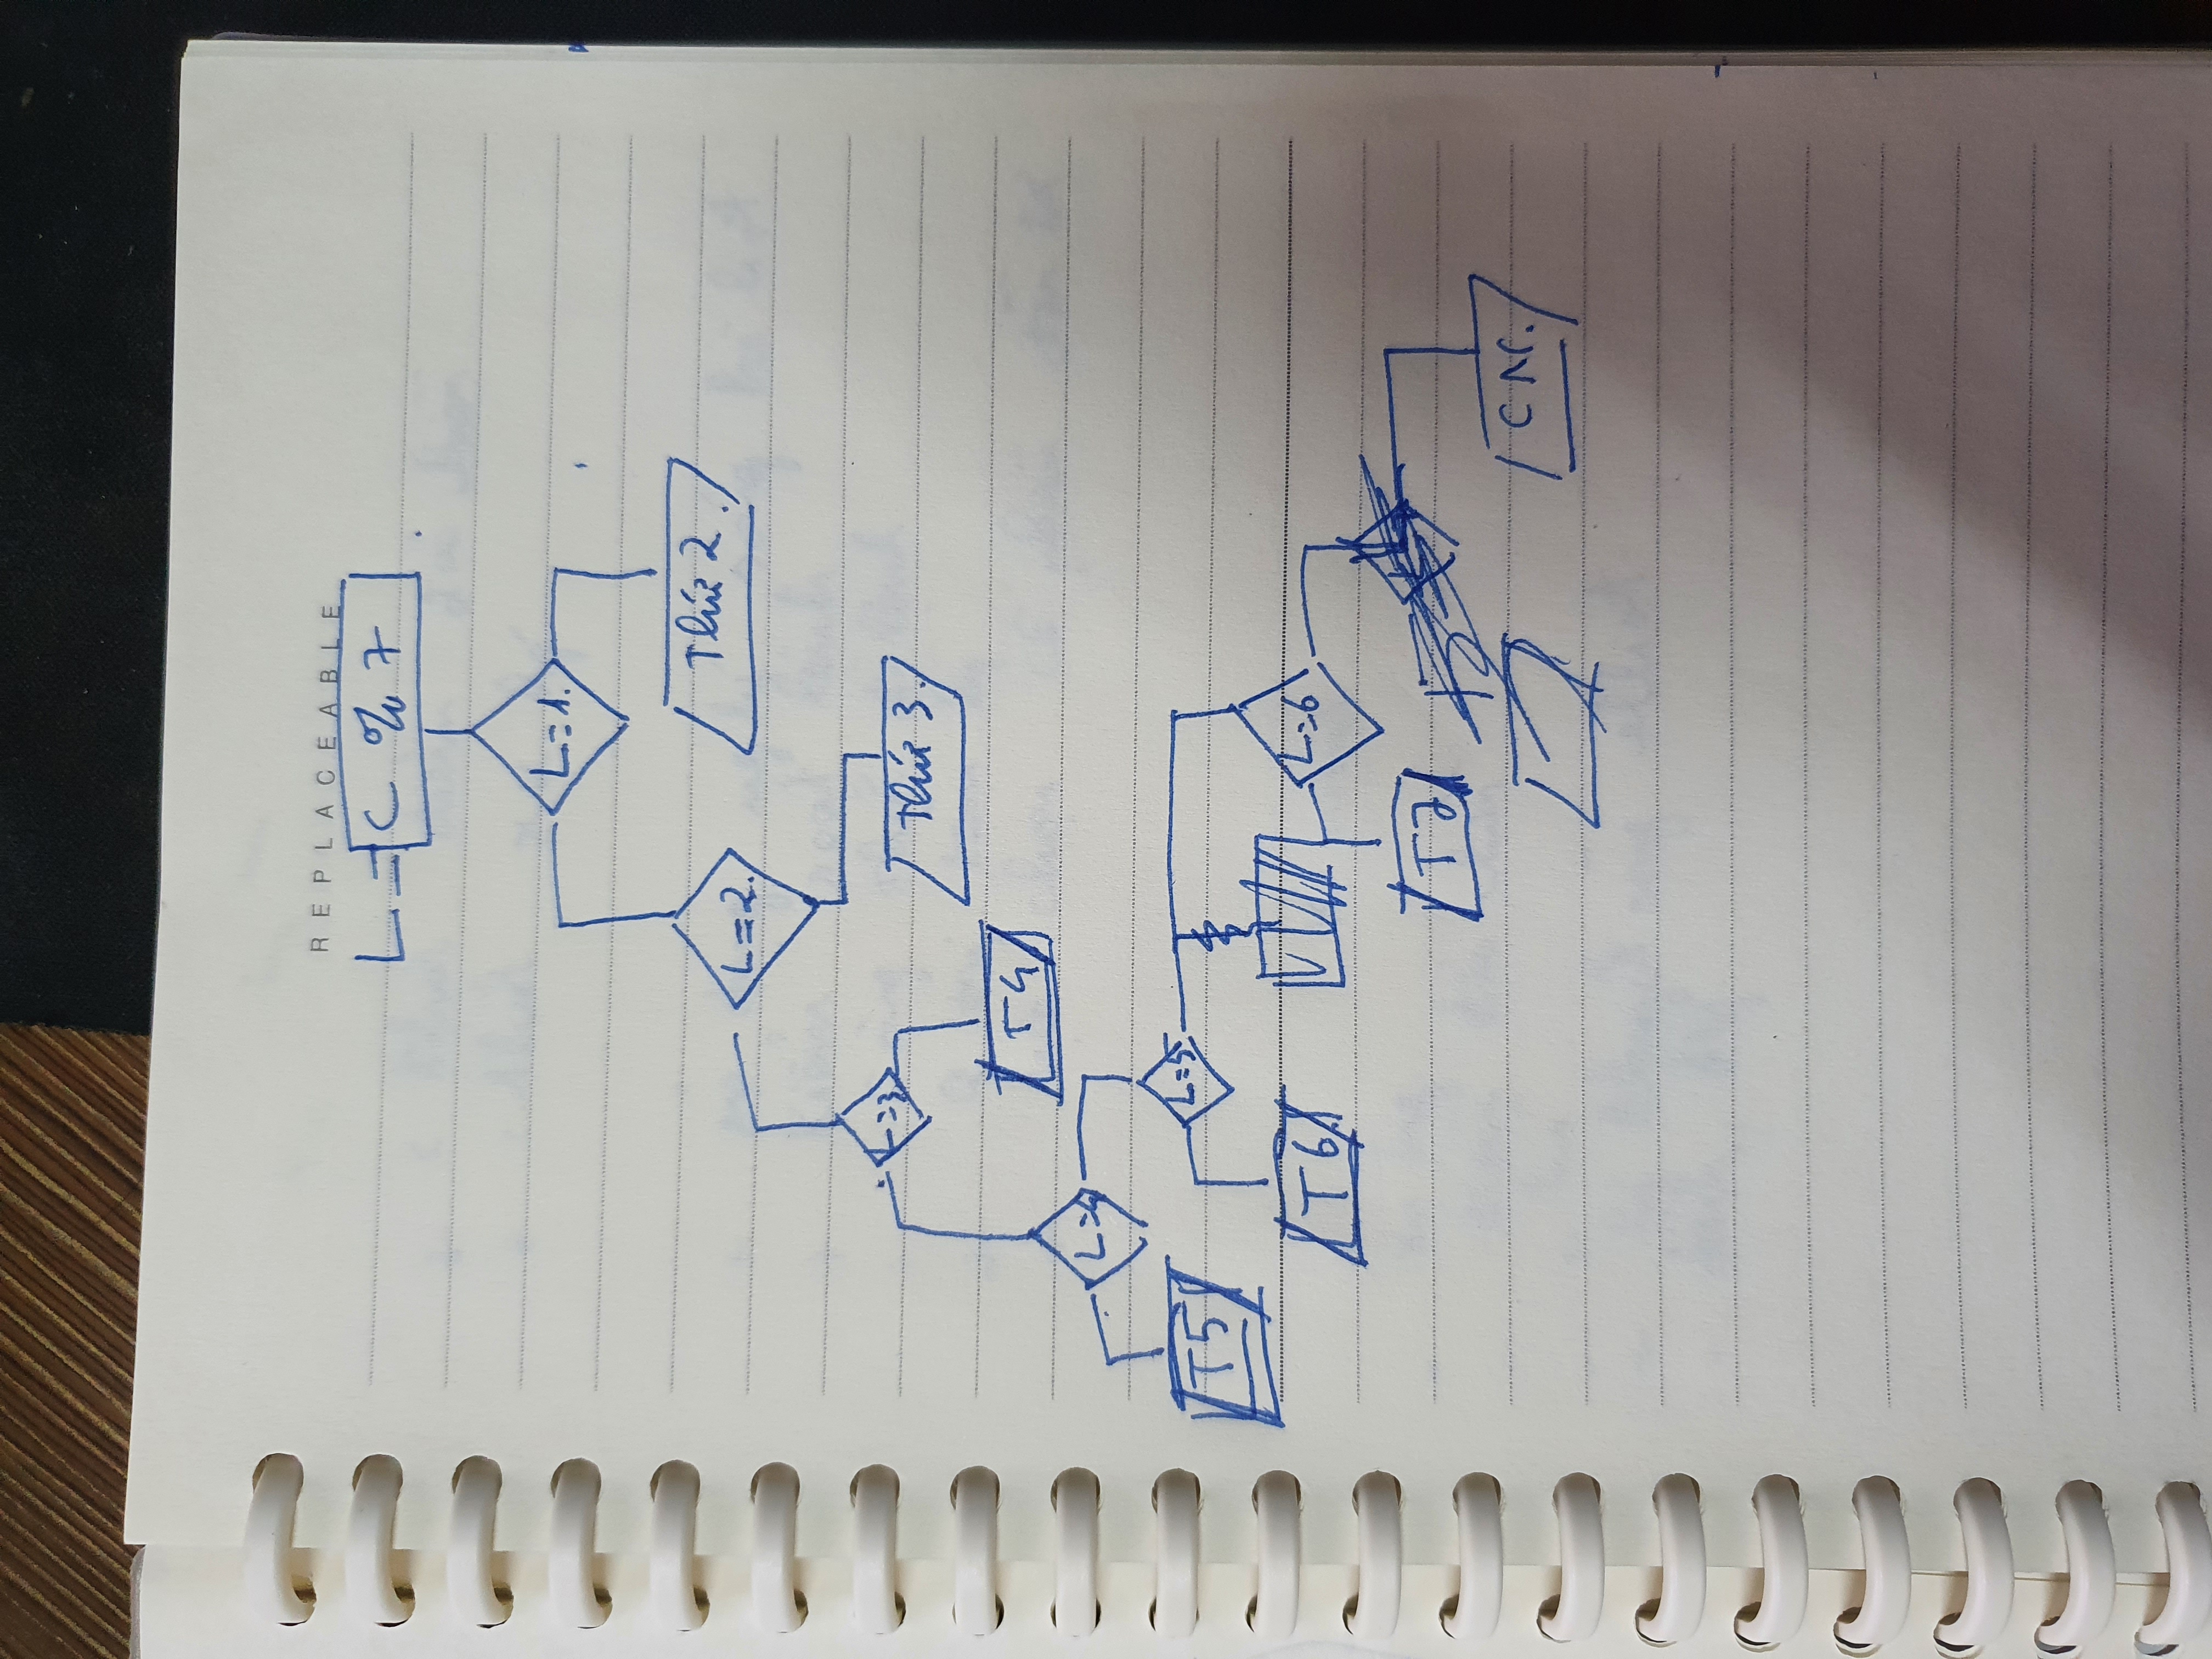 REPLACEABLE
L = C % 7
L=1.
L=2.
Thứ 2.
L=3
Thứ 3.
T4
L=4
L=5
T5
L=6
T6.
T7
CN.